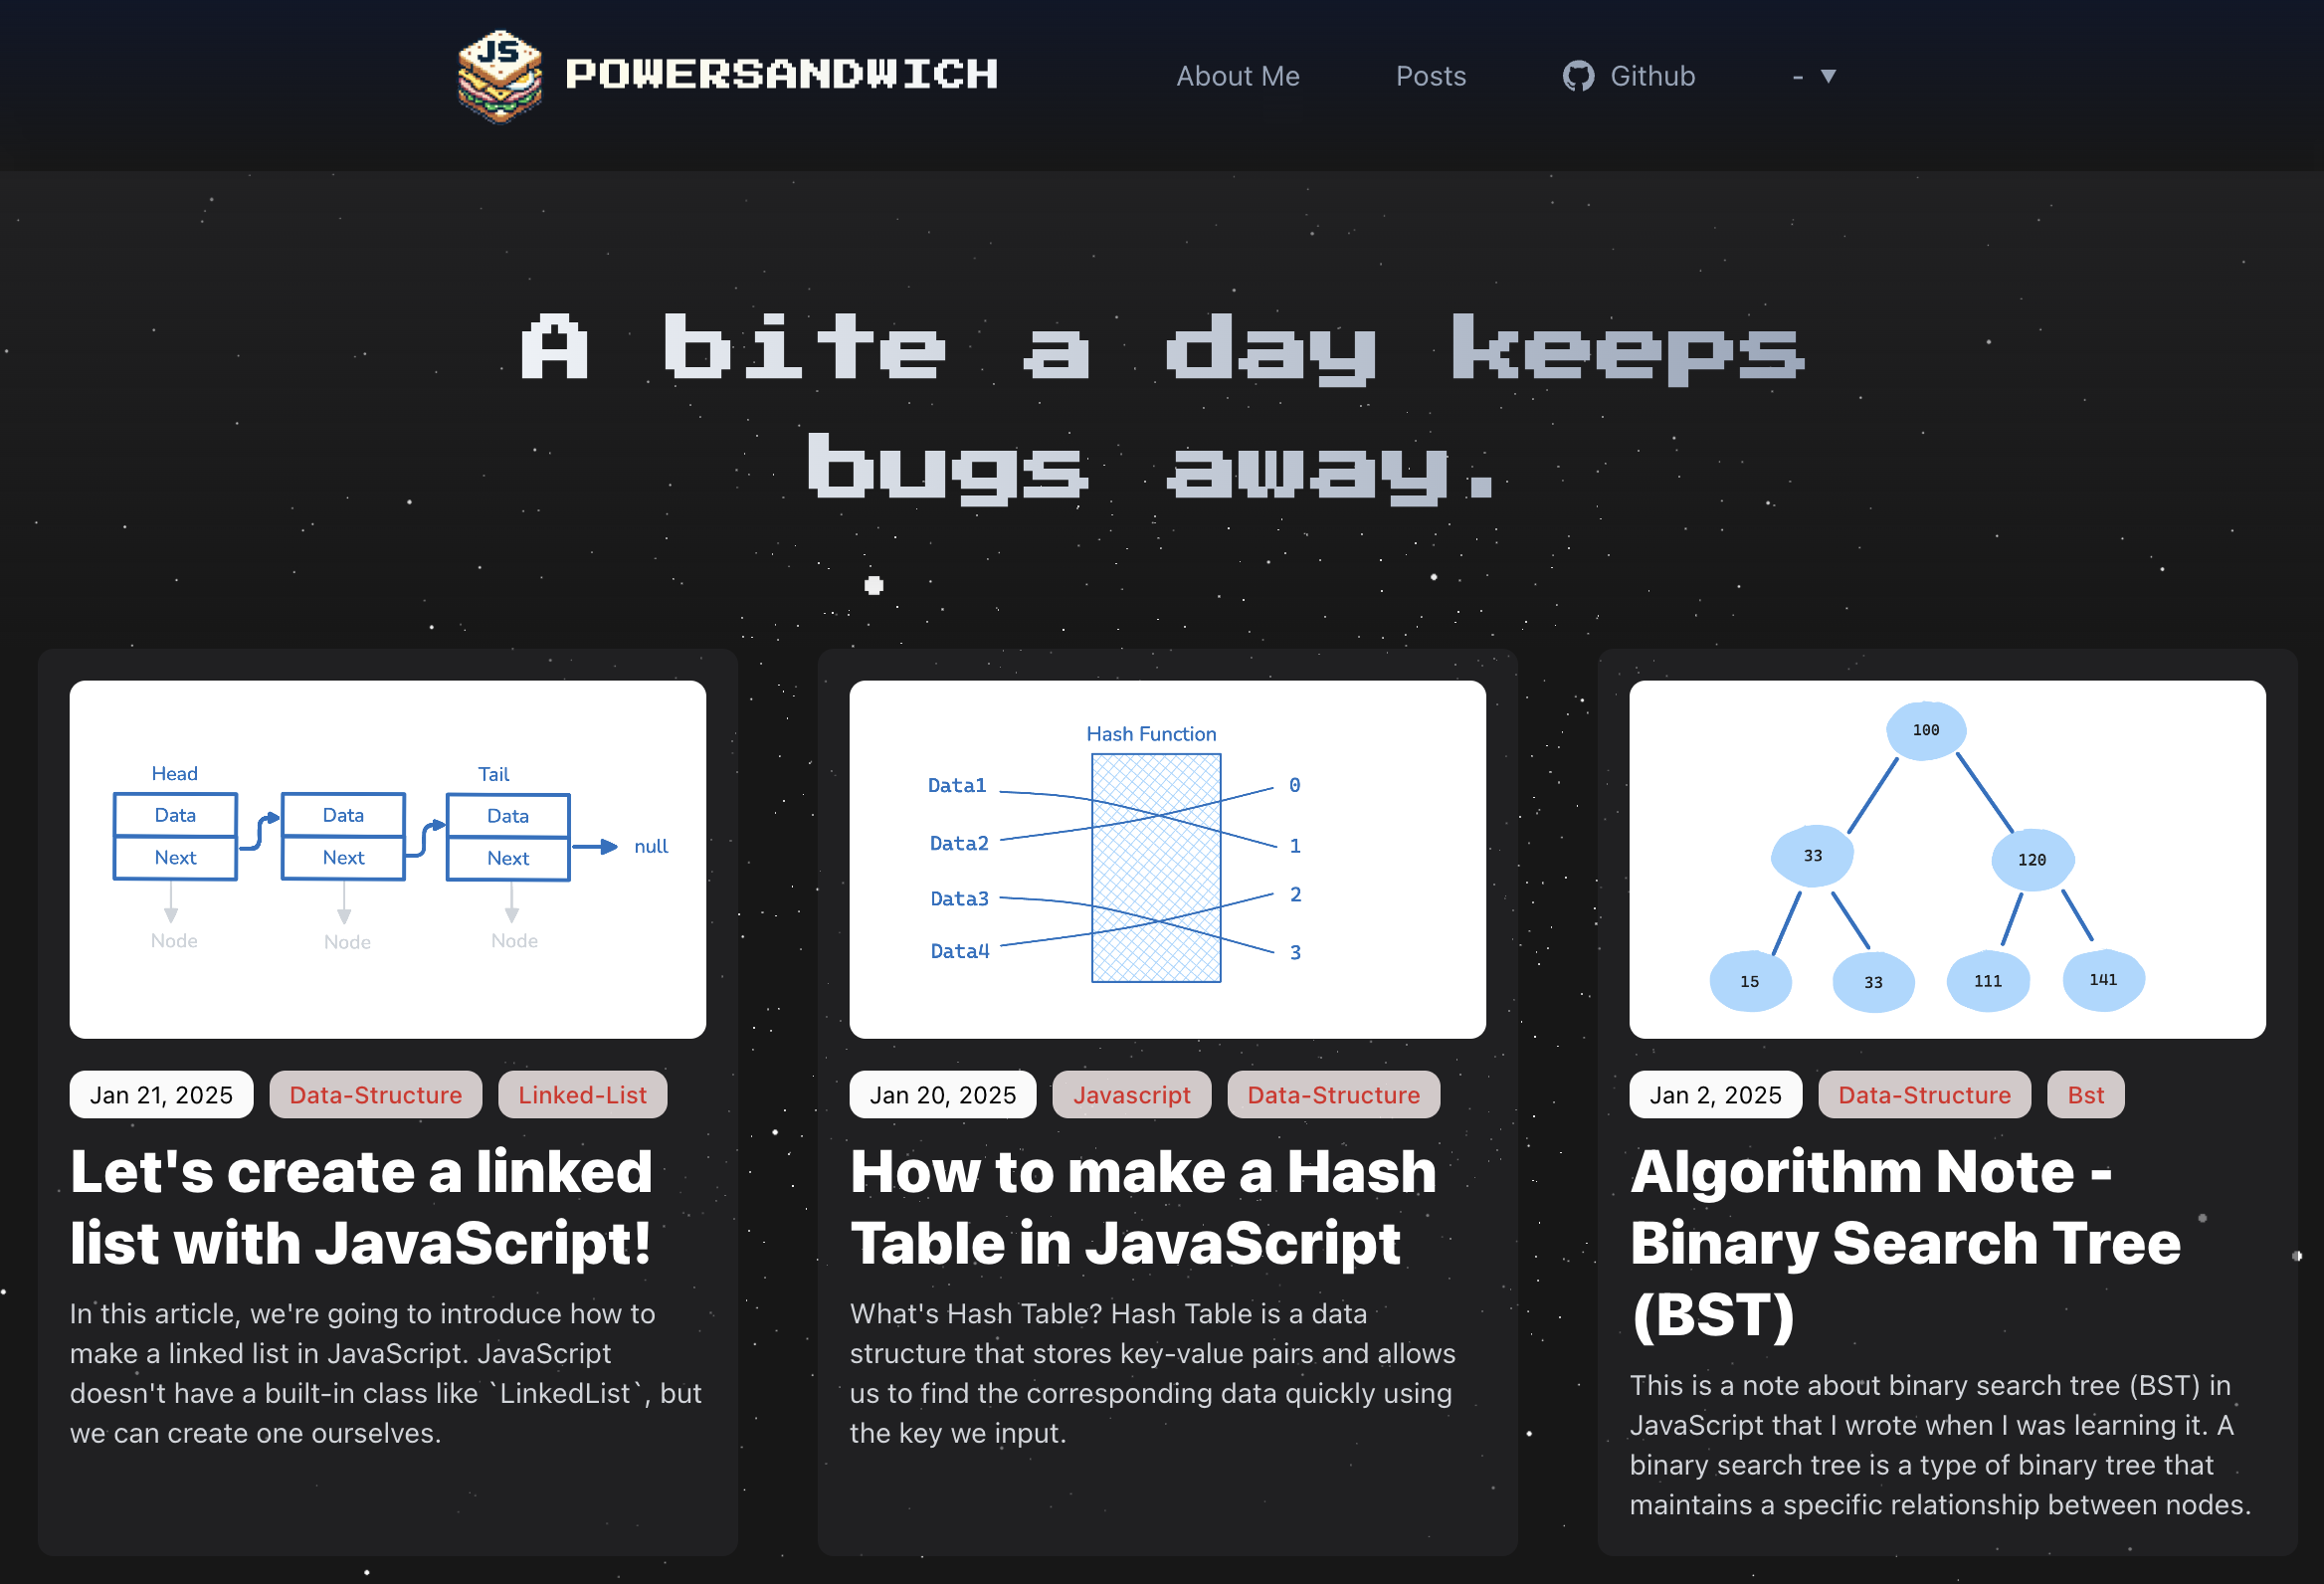 JS
POWERSANDWICH
About Me
Posts
Github
- ▼
A bite a day keeps
bugs away.
Head
Tail
Data
Data
Data
Next
Next
Next
null
Node
Node
Node
Jan 21, 2025
Data-Structure
Linked-List
Let's create a linked
list with JavaScript!
In this article, we're going to introduce how to
make a linked list in JavaScript. JavaScript
doesn't have a built-in class like `LinkedList`, but
we can create one ourselves.
Hash Function
Data1
0
Data2
1
Data3
2
Data4
3
Jan 20, 2025
Javascript
Data-Structure
How to make a Hash
Table in JavaScript
What's Hash Table? Hash Table is a data
structure that stores key-value pairs and allows
us to find the corresponding data quickly using
the key we input.
100
33
120
15
33
111
141
Jan 2, 2025
Data-Structure
Bst
Algorithm Note -
Binary Search Tree
(BST)
This is a note about binary search tree (BST) in
JavaScript that I wrote when I was learning it. A
binary search tree is a type of binary tree that
maintains a specific relationship between nodes.